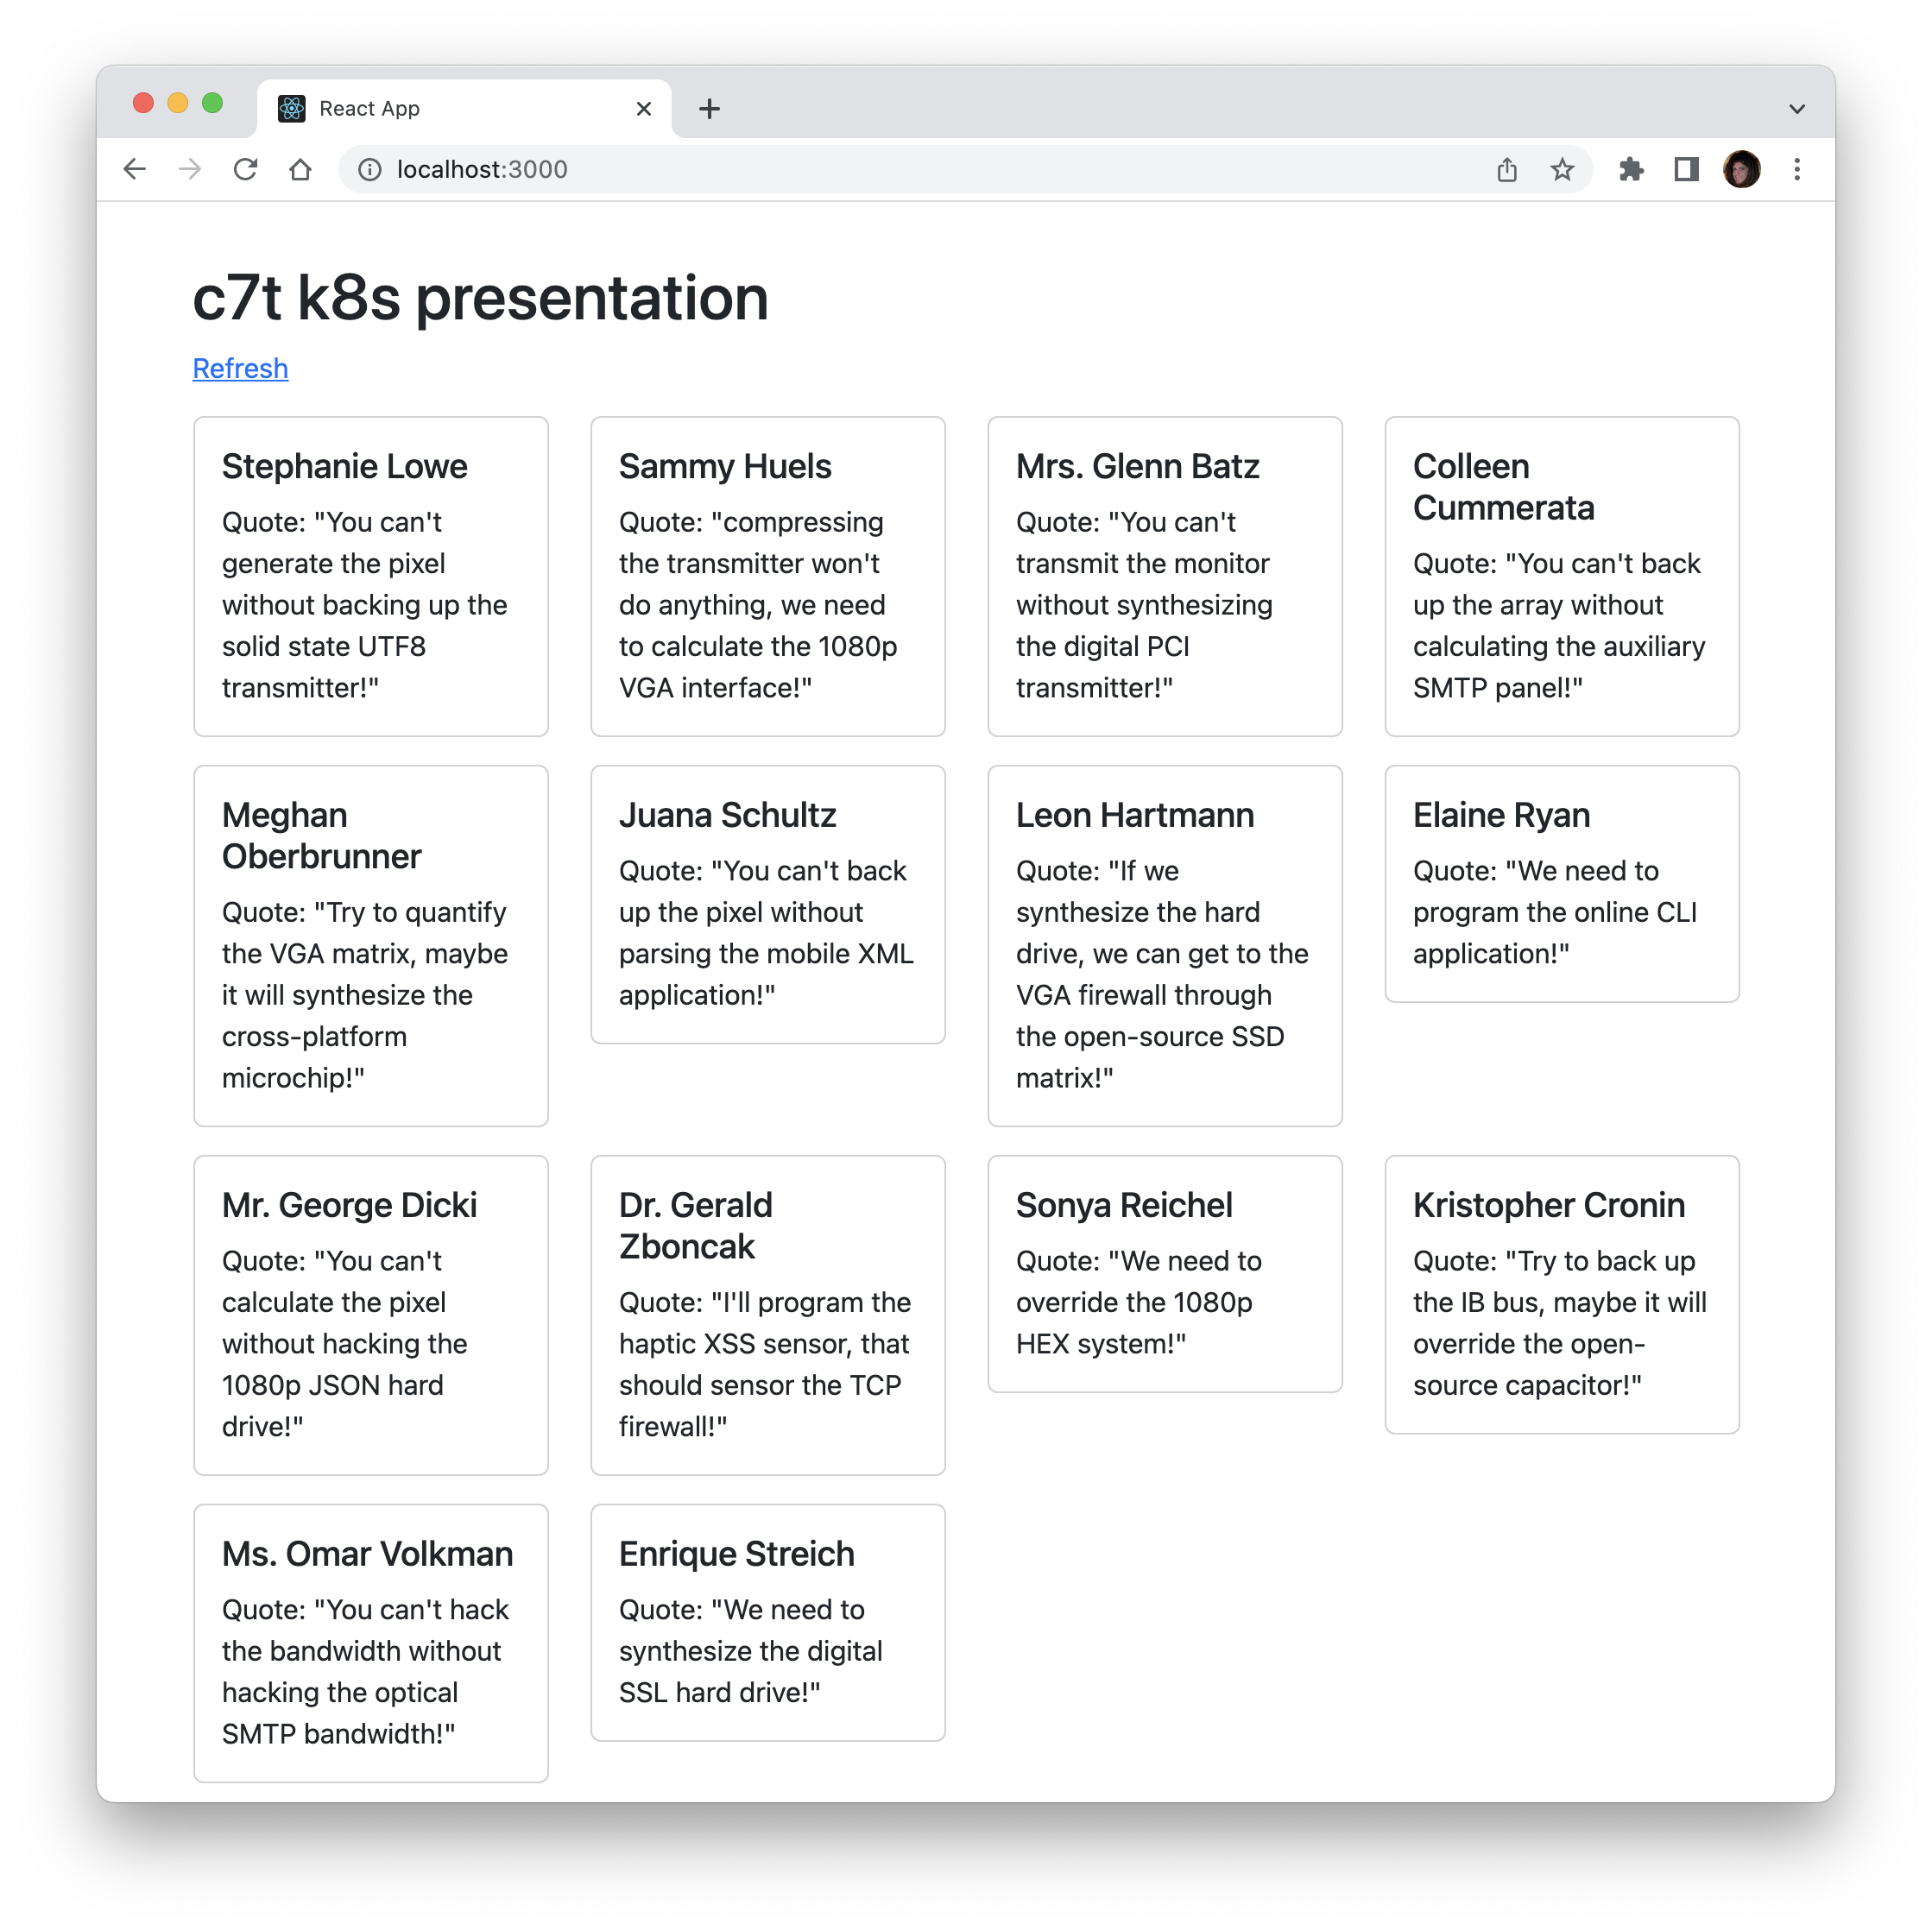 React App
localhost:3000
c7t k8s presentation
Refresh
Stephanie Lowe
Quote: "You can't
generate the pixel
without backing up the
solid state UTF8
transmitter!"
Sammy Huels
Quote: "compressing
the transmitter won't
do anything, we need
to calculate the 1080p
VGA interface!"
Mrs. Glenn Batz
Quote: "You can't
transmit the monitor
without synthesizing
the digital PCI
transmitter!"
Colleen
Cummerata
Quote: "You can't back
up the array without
calculating the auxiliary
SMTP panel!"
Meghan
Oberbrunner
Quote: "Try to quantify
the VGA matrix, maybe
it will synthesize the
cross-platform
microchip!"
Juana Schultz
Quote: "You can't back
up the pixel without
parsing the mobile XML
application!"
Leon Hartmann
Quote: "If we
synthesize the hard
drive, we can get to the
VGA firewall through
the open-source SSD
matrix!"
Elaine Ryan
Quote: "We need to
program the online CLI
application!"
Mr. George Dicki
Quote: "You can't
calculate the pixel
without hacking the
1080p JSON hard
drive!"
Dr. Gerald
Zboncak
Quote: "I'll program the
haptic XSS sensor, that
should sensor the TCP
firewall!"
Sonya Reichel
Quote: "We need to
override the 1080p
HEX system!"
Kristopher Cronin
Quote: "Try to back up
the IB bus, maybe it will
override the open-
source capacitor!"
Ms. Omar Volkman
Quote: "You can't hack
the bandwidth without
hacking the optical
SMTP bandwidth!"
Enrique Streich
Quote: "We need to
synthesize the digital
SSL hard drive!"